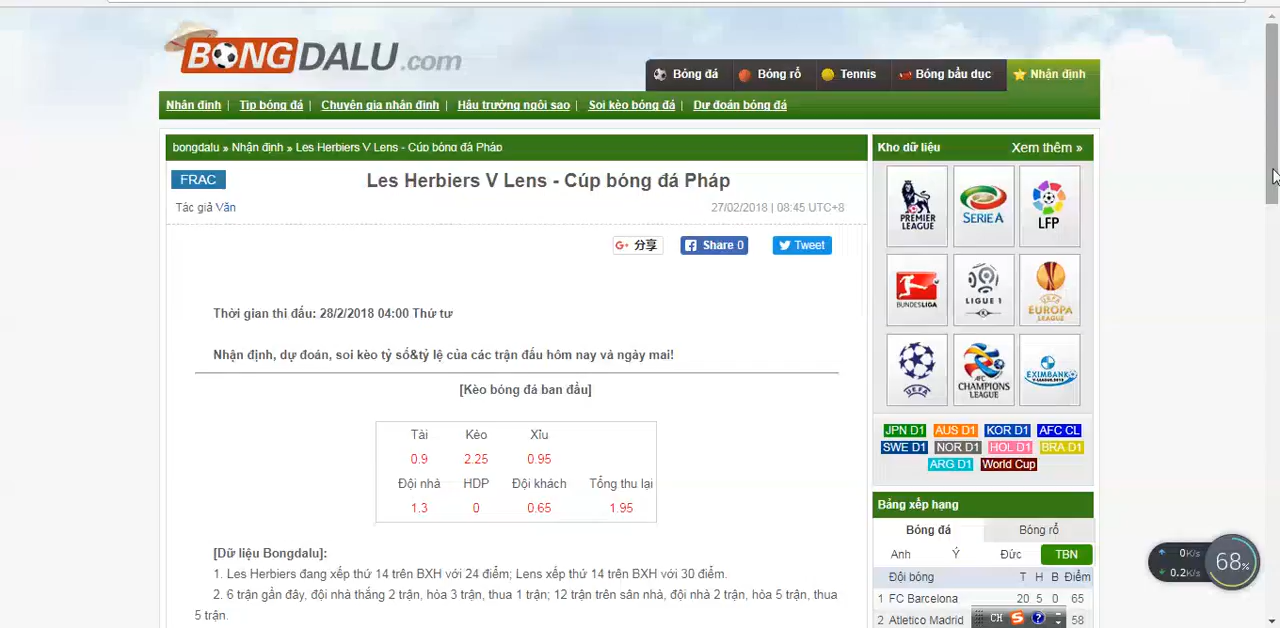 BONGDALU.com
Bóng đá Bóng rổ Tennis Bóng bầu dục Nhận định
Nhận định | Tip bóng đá | Chuyên gia nhận định | Hậu trường ngôi sao | Soi kèo bóng đá | Dự đoán bóng đá
bongdalu » Nhận định » Les Herbiers V Lens - Cúp bóng đá Pháp
FRAC Les Herbiers V Lens - Cúp bóng đá Pháp
Tác giả Văn 27/02/2018 | 08:45 UTC+8
G+ 分享 Share 0 Tweet
Thời gian thi đấu: 28/2/2018 04:00 Thứ tư
Nhận định, dự đoán, soi kèo tỷ số&tỷ lệ của các trận đấu hôm nay và ngày mai!
[Kèo bóng đá ban đầu]
Tài Kèo Xỉu
0.9 2.25 0.95
Đội nhà HDP Đội khách Tổng thu lại
1.3 0 0.65 1.95
[Dữ liệu Bongdalu]:
1. Les Herbiers đang xếp thứ 14 trên BXH với 24 điểm; Lens xếp thứ 14 trên BXH với 30 điểm.
2. 6 trận gần đây, đội nhà thắng 2 trận, hòa 3 trận, thua 1 trận; 12 trận trên sân nhà, đội nhà 2 trận, hòa 5 trận, thua
5 trận.
Kho dữ liệu Xem thêm »
PREMIER LEAGUE SERIE A LFP
BUNDESLIGA LIGUE 1 UEFA EUROPA LEAGUE
UEFA AFC CHAMPIONS LEAGUE EXIMBANK
JPN D1 AUS D1 KOR D1 AFC CL
SWE D1 NOR D1 HOL D1 BRA D1
ARG D1 World Cup
Bảng xếp hạng
Bóng đá Bóng rổ
Anh Ý Đức TBN
Đội bóng T H B Điểm
1 FC Barcelona 20 5 0 65
2 Atletico Madrid 58
CH
0K/s
0.2K/s
68%